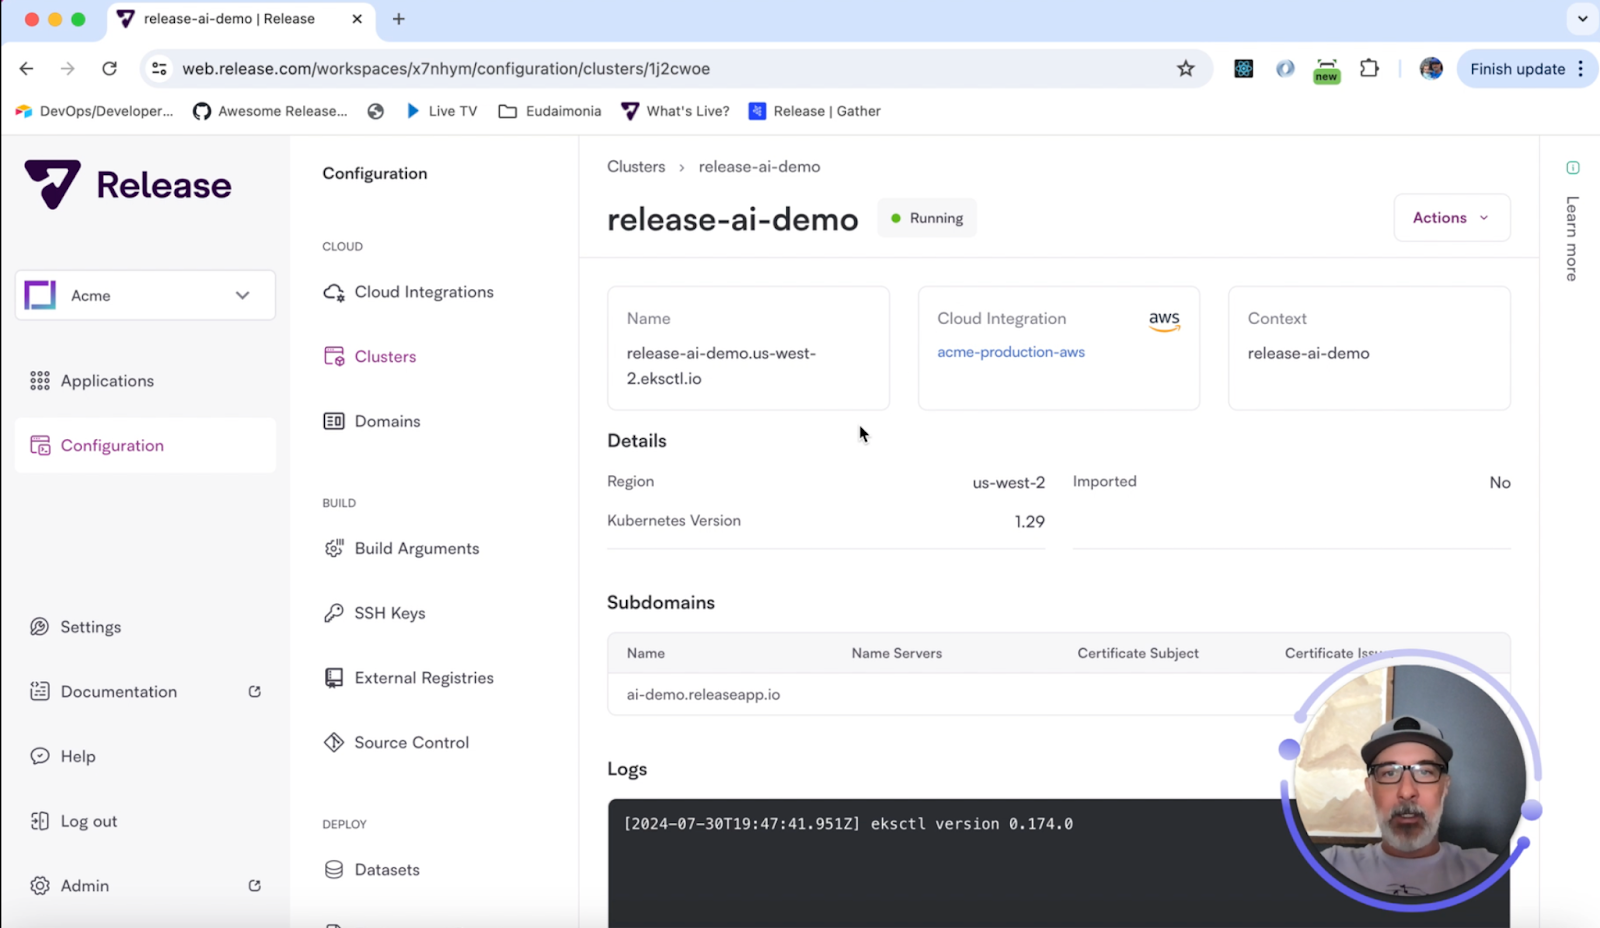 release-ai-demo | Release
web.release.com/workspaces/x7nhym/configuration/clusters/1j2cwoe
new
Finish update
DevOps/Developer...
Awesome Release...
Live TV
Eudaimonia
What's Live?
Release | Gather
Release
Acme
Applications
Configuration
Settings
Documentation
Help
Log out
Admin
Configuration
CLOUD
Cloud Integrations
Clusters
Domains
BUILD
Build Arguments
SSH Keys
External Registries
Source Control
DEPLOY
Datasets
Clusters > release-ai-demo
release-ai-demo
Running
Actions
Learn more
Name
release-ai-demo.us-west-
2.eksctl.io
Cloud Integration
aws
acme-production-aws
Context
release-ai-demo
Details
Region us-west-2
Imported No
Kubernetes Version 1.29
Subdomains
Name Name Servers Certificate Subject Certificate
ai-demo.releaseapp.io
Logs
[2024-07-30T19:47:41.951Z] eksctl version 0.174.0